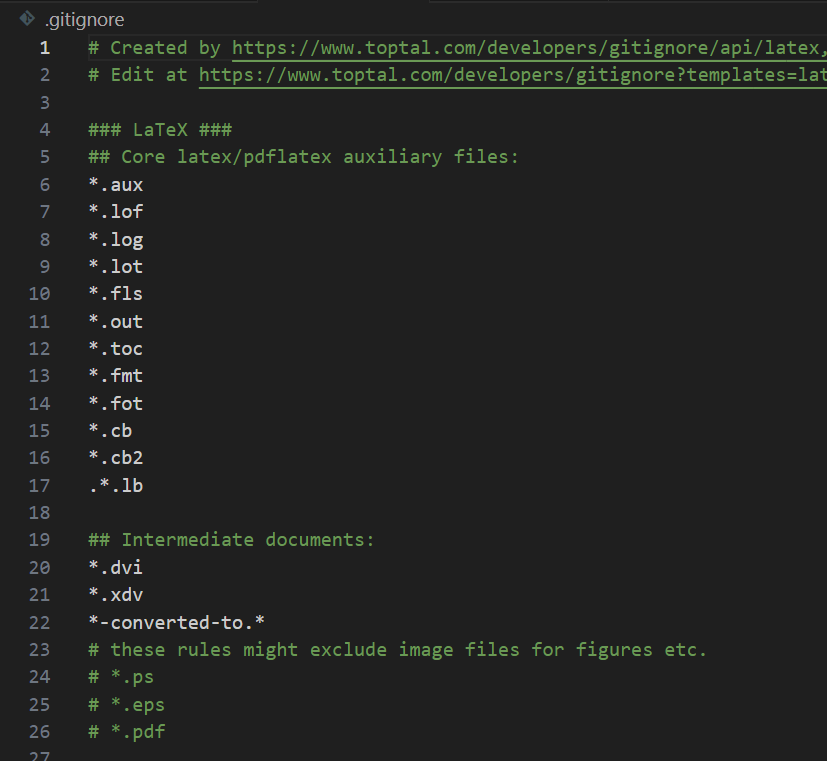 .gitignore
1 # Created by https://www.toptal.com/developers/gitignore/api/latex,
2 # Edit at https://www.toptal.com/developers/gitignore?templates=lat
3
4 ### LaTeX ###
5 ## Core latex/pdflatex auxiliary files:
6 *.aux
7 *.lof
8 *.log
9 *.lot
10 *.fls
11 *.out
12 *.toc
13 *.fmt
14 *.fot
15 *.cb
16 *.cb2
17 .*.lb
18
19 ## Intermediate documents:
20 *.dvi
21 *.xdv
22 *-converted-to.*
23 # these rules might exclude image files for figures etc.
24 # *.ps
25 # *.eps
26 # *.pdf
27